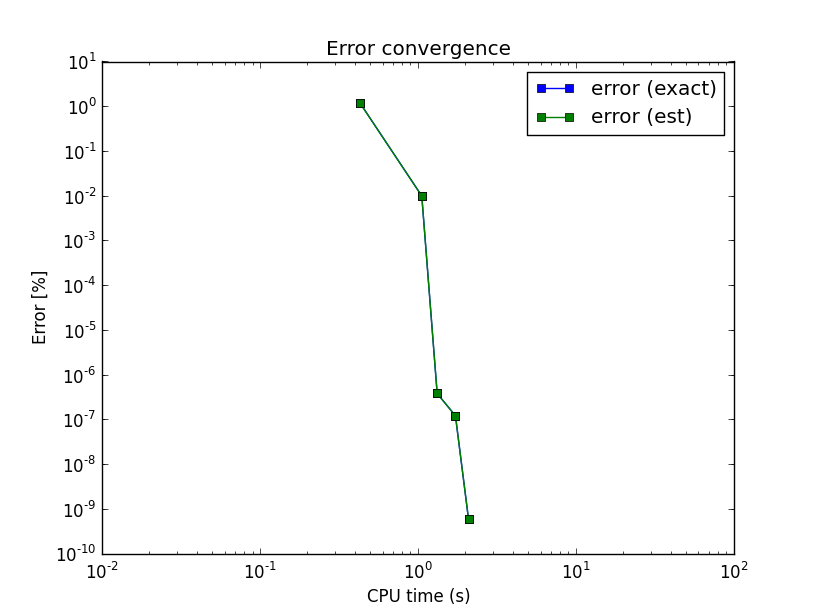 Error convergence
error (exact)
error (est)
10^1
10^0
10^-1
10^-2
10^-3
10^-4
10^-5
10^-6
10^-7
10^-8
10^-9
10^-10
Error [%]
10^-2 10^-1 10^0 10^1 10^2
CPU time (s)